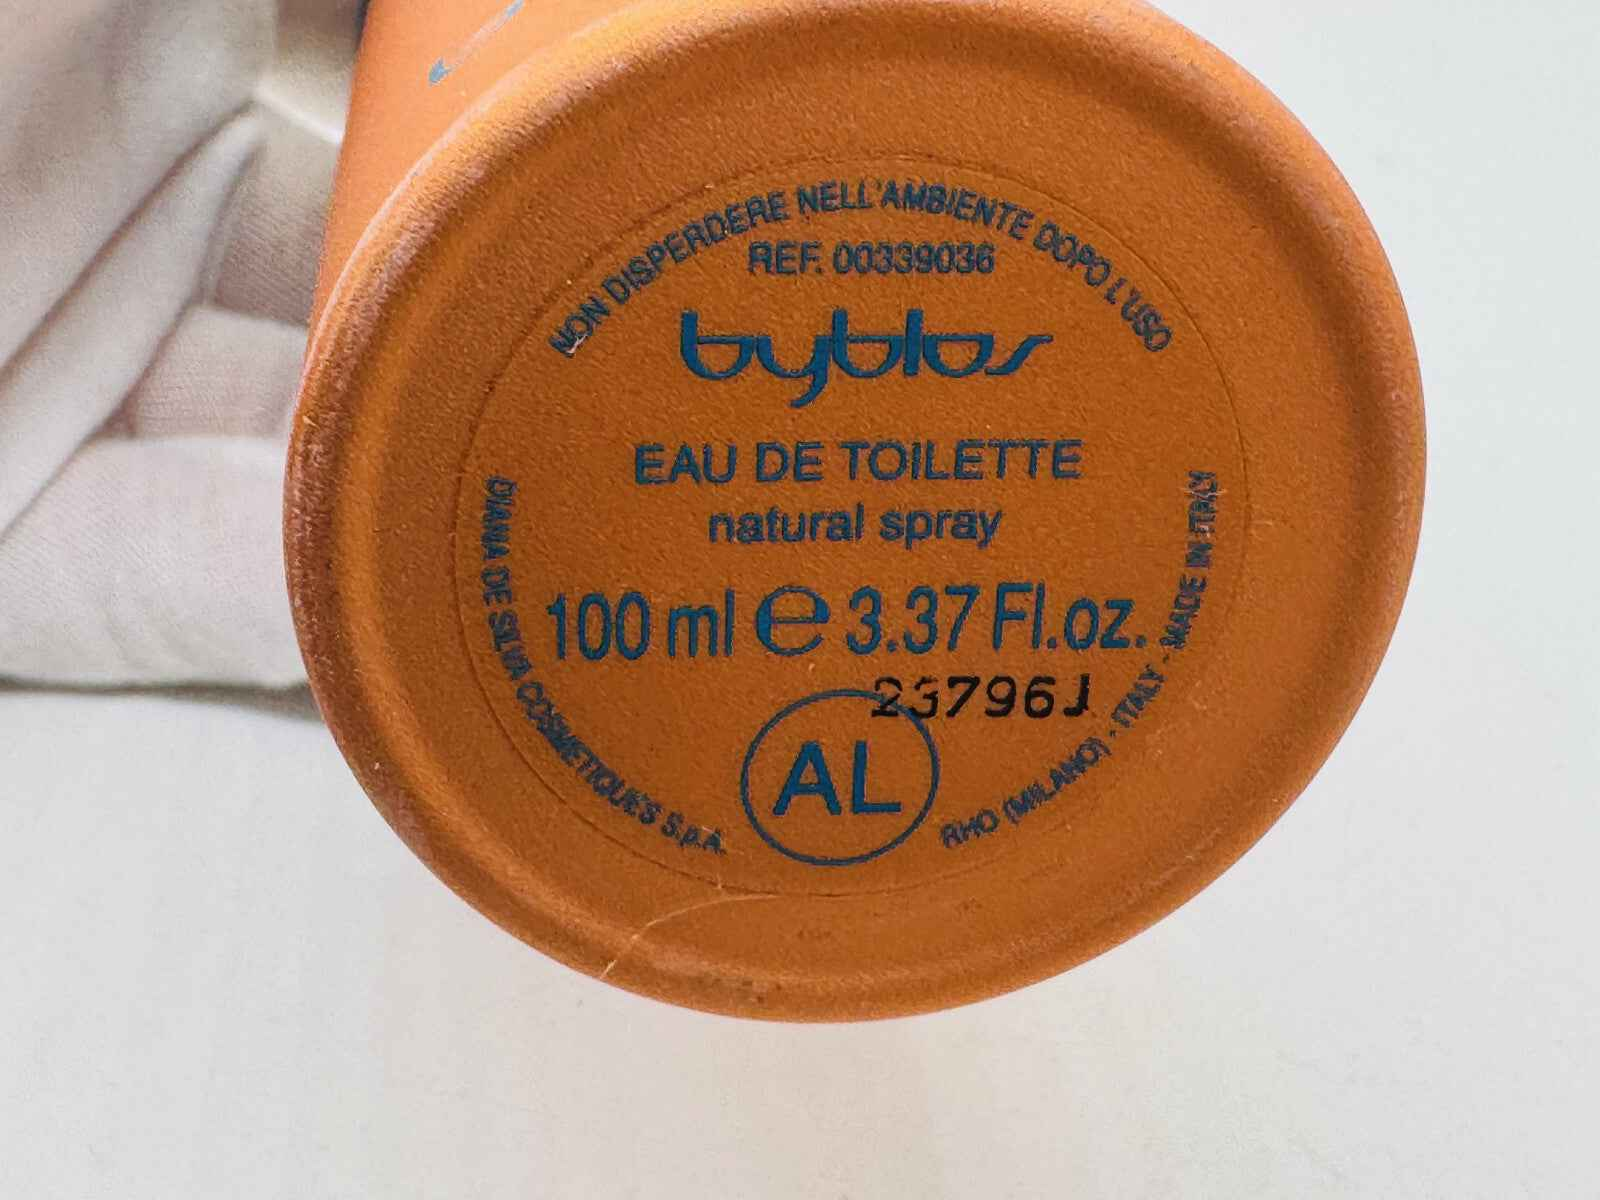 NON DISPERDERE NELL'AMBIENTE DOPO L'USO
REF. 00339036
byblos
EAU DE TOILETTE
natural spray
100 ml ℮ 3.37 Fl.oz.
23796J
AL
DIANA DE SILVA COSMETIQUES S.p.A.
RHO (MILANO) - ITALY - MADE IN ITALY